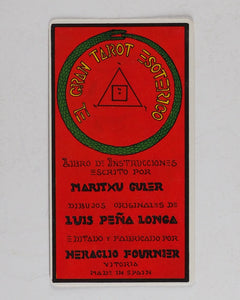 EL GRAN TAROT ESOTERICO
LIBRO DE INSTRUCCIONES
ESCRITO POR
MARITXU GULER
DIBUJOS ORIGINALES DE
LUIS PEÑA LONGA
EDITADO Y FABRICADO POR
HERACLIO FOURNIER
VITORIA
MADE IN SPAIN